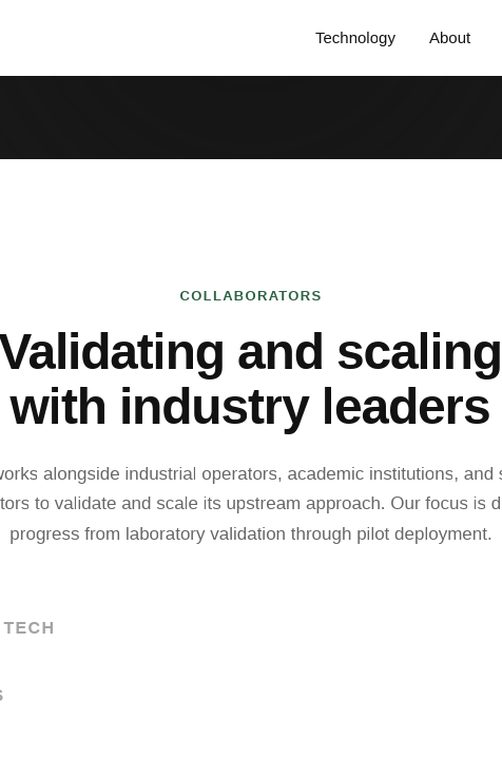 Technology About
COLLABORATORS
Validating and scaling
with industry leaders
works alongside industrial operators, academic institutions, and
to validate and scale its upstream approach. Our focus is
progress from laboratory validation through pilot deployment.
TECH